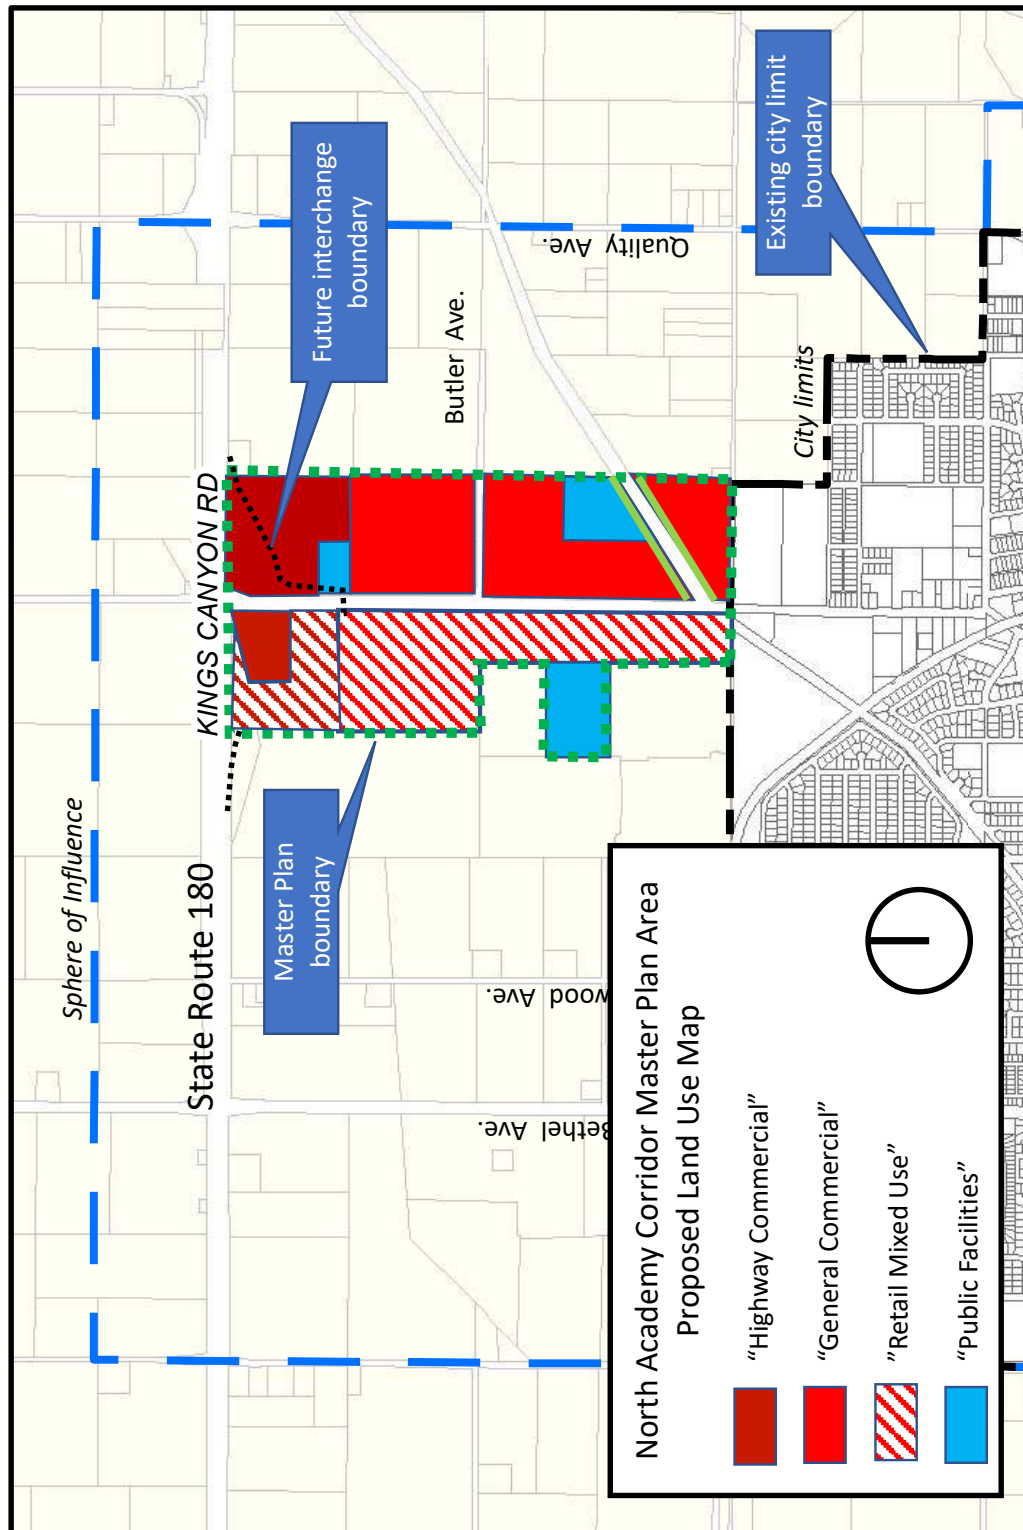 Sphere of Influence
State Route 180
KINGS CANYON RD
Future interchange
boundary
Master Plan
boundary
Butler Ave.
Quality Ave.
Existing city limit
boundary
City limits
wood Ave.
Bethel Ave.
North Academy Corridor Master Plan Area
Proposed Land Use Map
“Highway Commercial”
“General Commercial”
”Retail Mixed Use”
“Public Facilities”